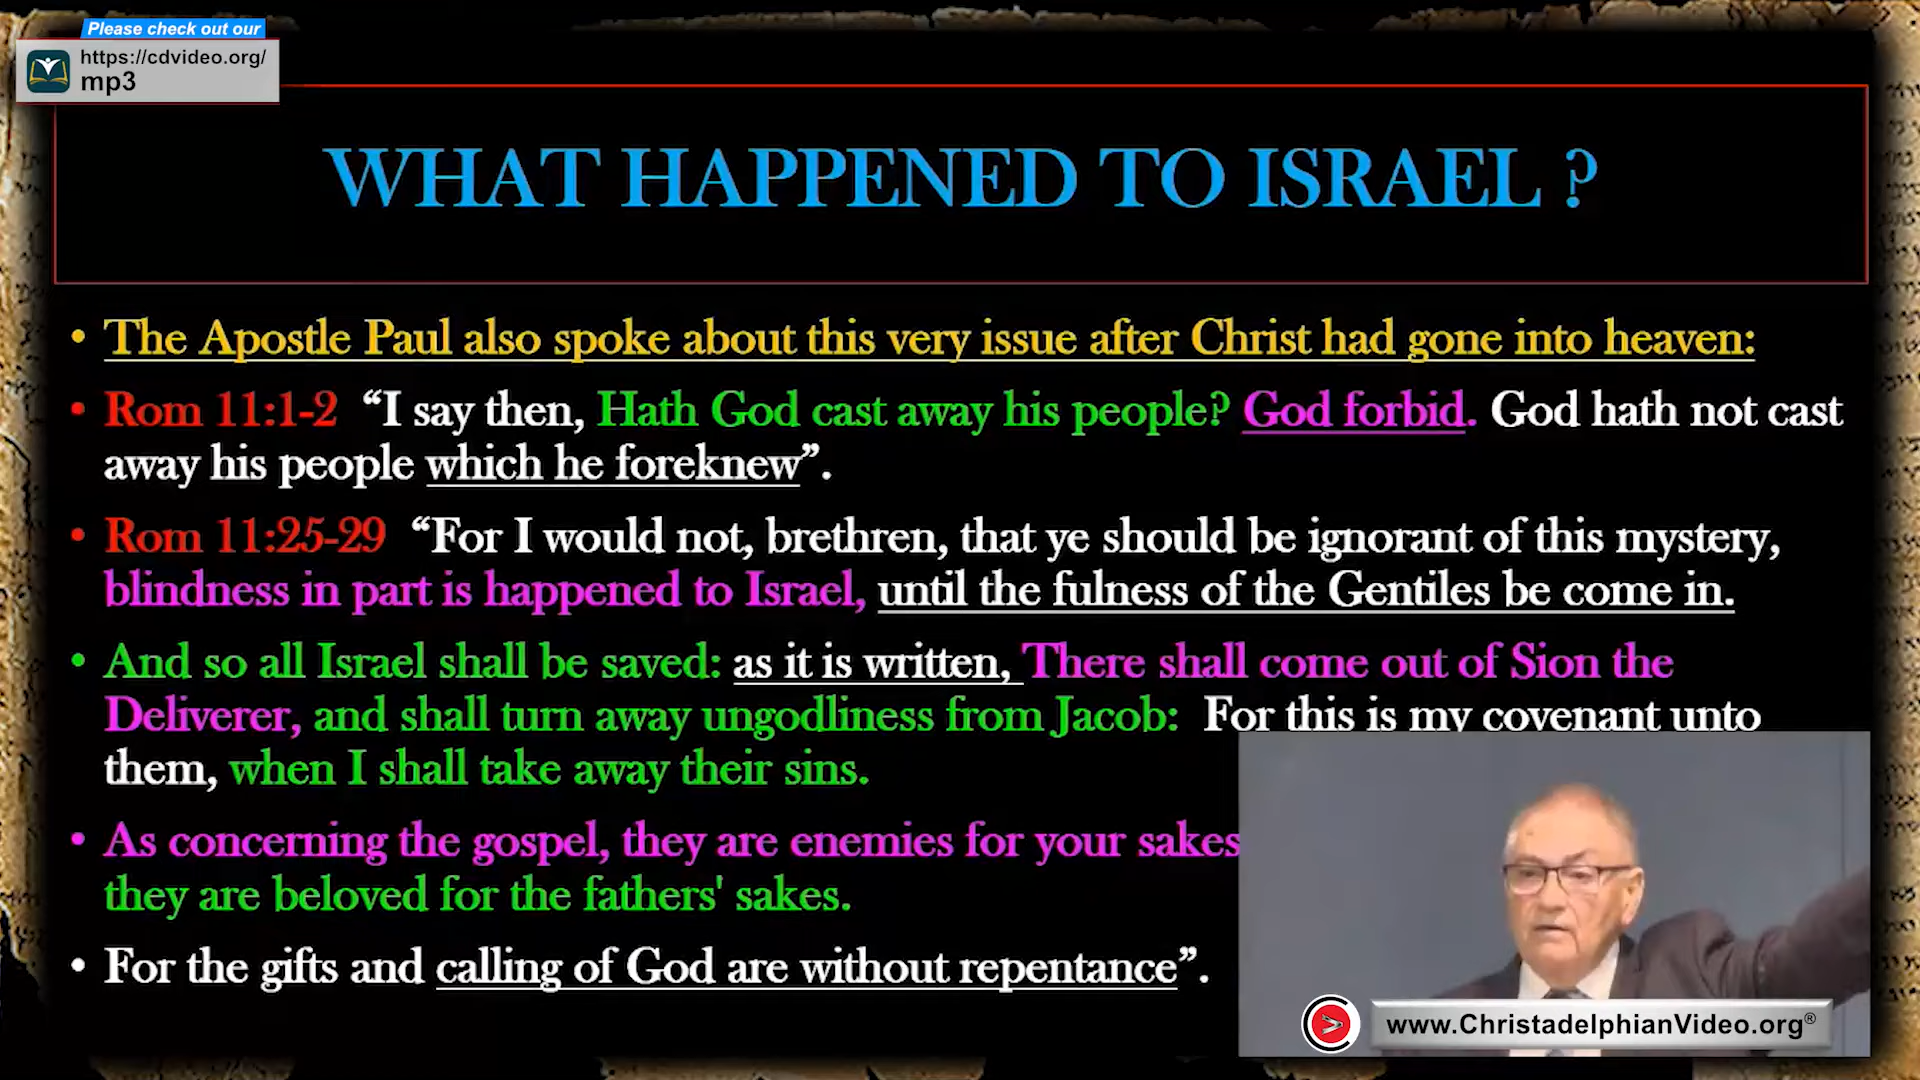 Please check out our
https://cdvideo.org/
mp3
WHAT HAPPENED TO ISRAEL ?
• The Apostle Paul also spoke about this very issue after Christ had gone into heaven:
• Rom 11:1-2 “I say then, Hath God cast away his people? God forbid. God hath not cast
away his people which he foreknew”.
• Rom 11:25-29 “For I would not, brethren, that ye should be ignorant of this mystery,
blindness in part is happened to Israel, until the fulness of the Gentiles be come in.
• And so all Israel shall be saved: as it is written, There shall come out of Sion the
Deliverer, and shall turn away ungodliness from Jacob: For this is my covenant unto
them, when I shall take away their sins.
• As concerning the gospel, they are enemies for your sakes
they are beloved for the fathers' sakes.
• For the gifts and calling of God are without repentance”.
www.ChristadelphianVideo.org®